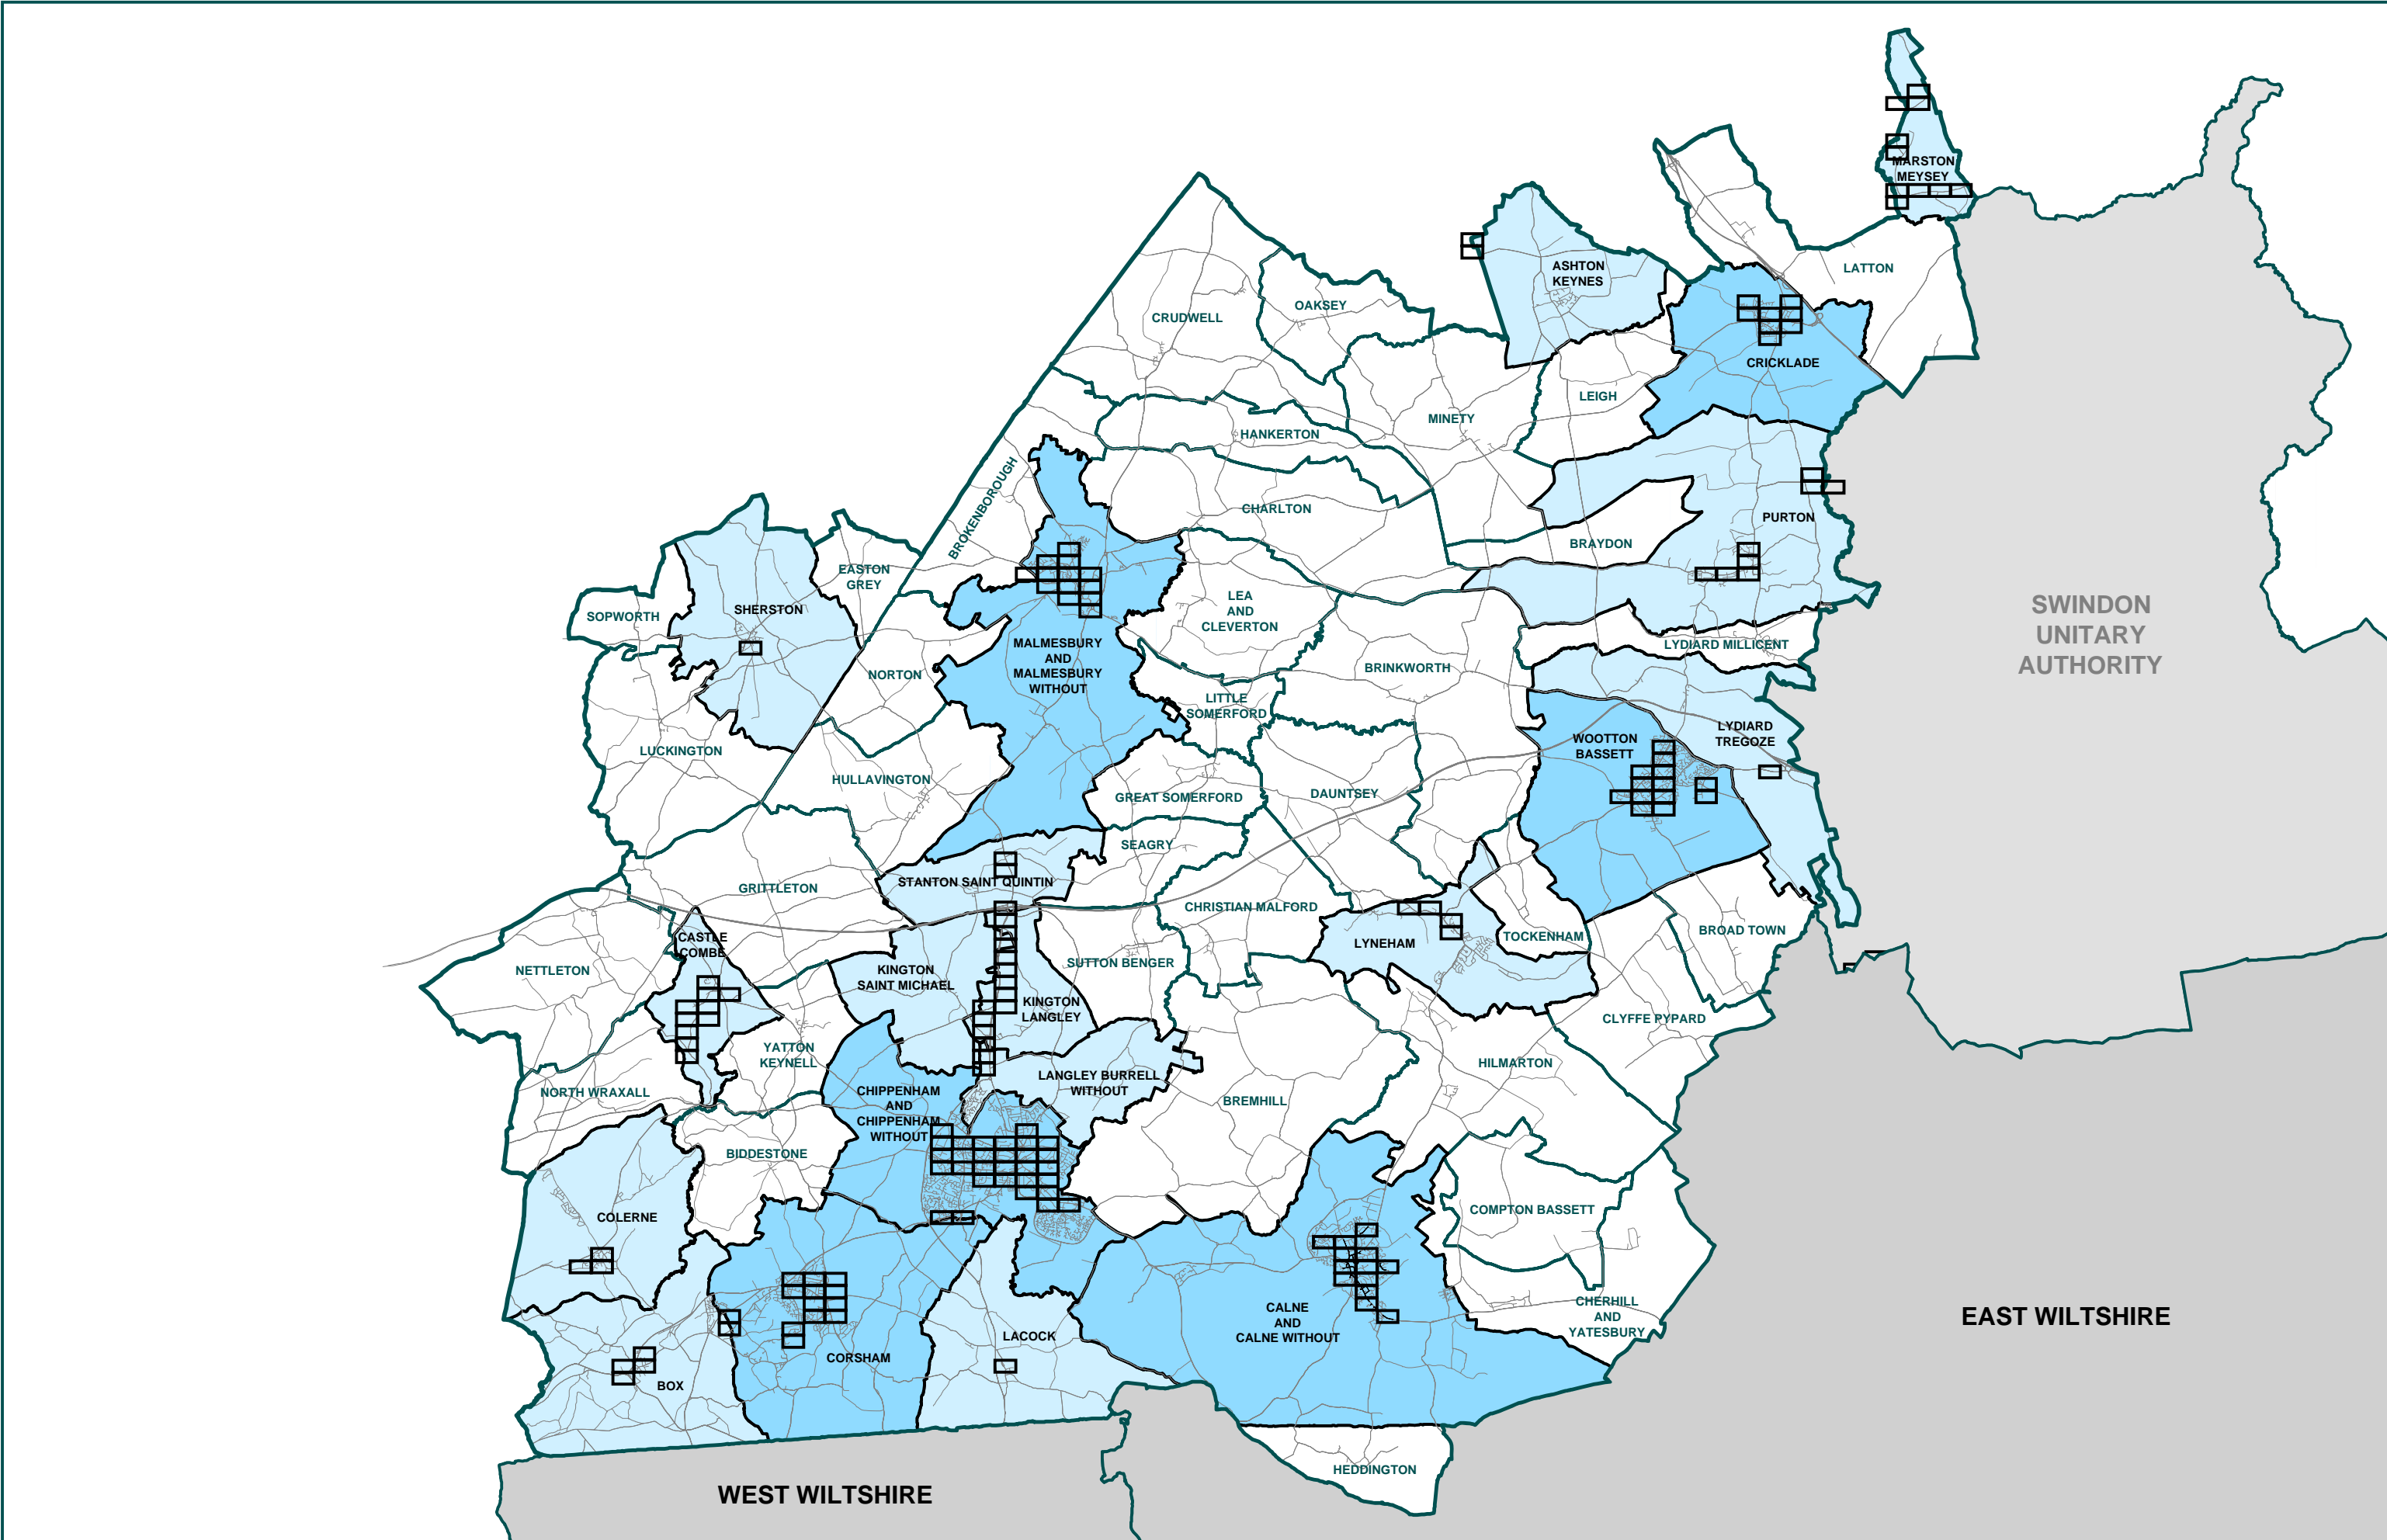 MARSTON
MEYSEY
LATTON
ASHTON
KEYNES
OAKSEY
CRUDWELL
CRICKLADE
LEIGH
MINETY
HANKERTON
BROKENBOROUGH
CHARLTON
PURTON
BRAYDON
EASTON
GREY
SHERSTON
SOPWORTH
LEA
AND
CLEVERTON
SWINDON
UNITARY
AUTHORITY
LYDIARD MILLICENT
MALMESBURY
AND
MALMESBURY
WITHOUT
NORTON
BRINKWORTH
LITTLE
SOMERFORD
LYDIARD
TREGOZE
WOOTTON
BASSETT
LUCKINGTON
HULLAVINGTON
GREAT SOMERFORD
DAUNTSEY
SEAGRY
STANTON SAINT QUINTIN
GRITTLETON
CHRISTIAN MALFORD
BROAD TOWN
TOCKENHAM
LYNEHAM
CASTLE
COMBE
NETTLETON
SUTTON BENGER
KINGTON
SAINT MICHAEL
KINGTON
LANGLEY
CLYFFE PYPARD
YATTON
KEYNELL
HILMARTON
LANGLEY BURRELL
WITHOUT
NORTH WRAXALL
CHIPPENHAM
AND
CHIPPENHAM
WITHOUT
BREMHILL
BIDDESTONE
COMPTON BASSETT
COLERNE
CALNE
AND
CALNE WITHOUT
CHERHILL
AND
YATESBURY
EAST WILTSHIRE
LACOCK
CORSHAM
BOX
HEDDINGTON
WEST WILTSHIRE